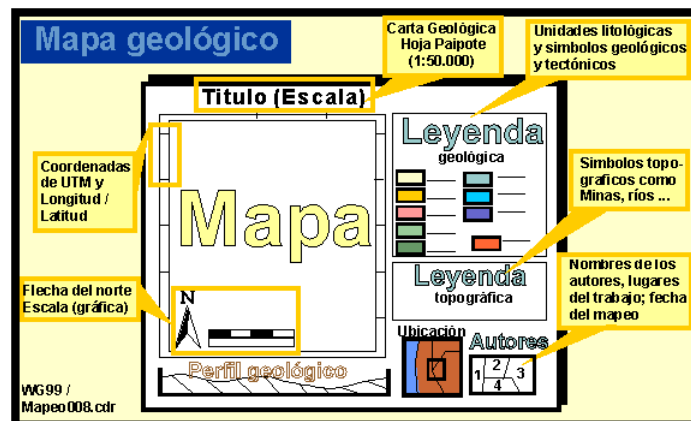 Mapa geológico
Carta Geológica
Hoja Paipote
(1:50.000)
Unidades litológicas
y simbolos geológicos
y tectónicos
Titulo (Escala)
Leyenda
geológica
Coordenadas
de UTM y
Longitud /
Latitud
Mapa
Simbolos topo-
graficos como
Minas, ríos ...
Leyenda
topográfica
Flecha del norte
Escala (gráfica)
N
Nombres de los
autores, lugares
del trabajo; fecha
del mapeo
Ubicación
Autores
1 2 3
4
Perfil geológico
WG99 /
Mapeo008.cdr